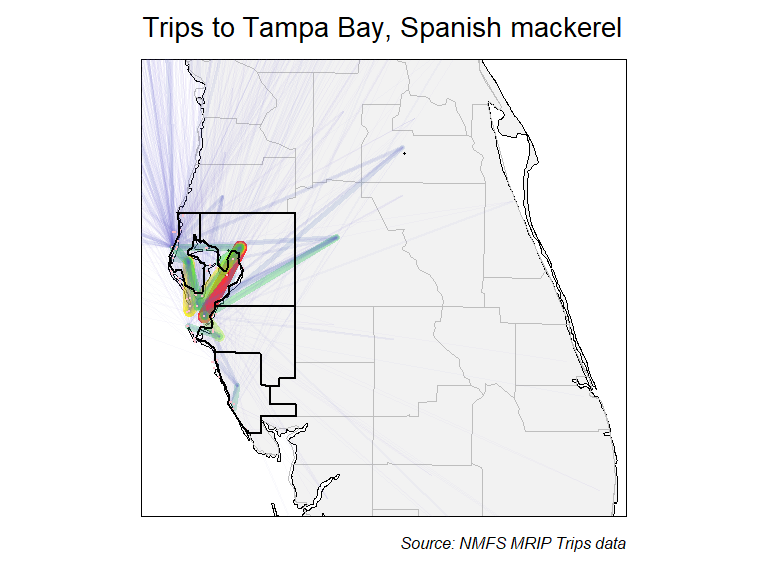 Trips to Tampa Bay, Spanish mackerel
Source: NMFS MRIP Trips data